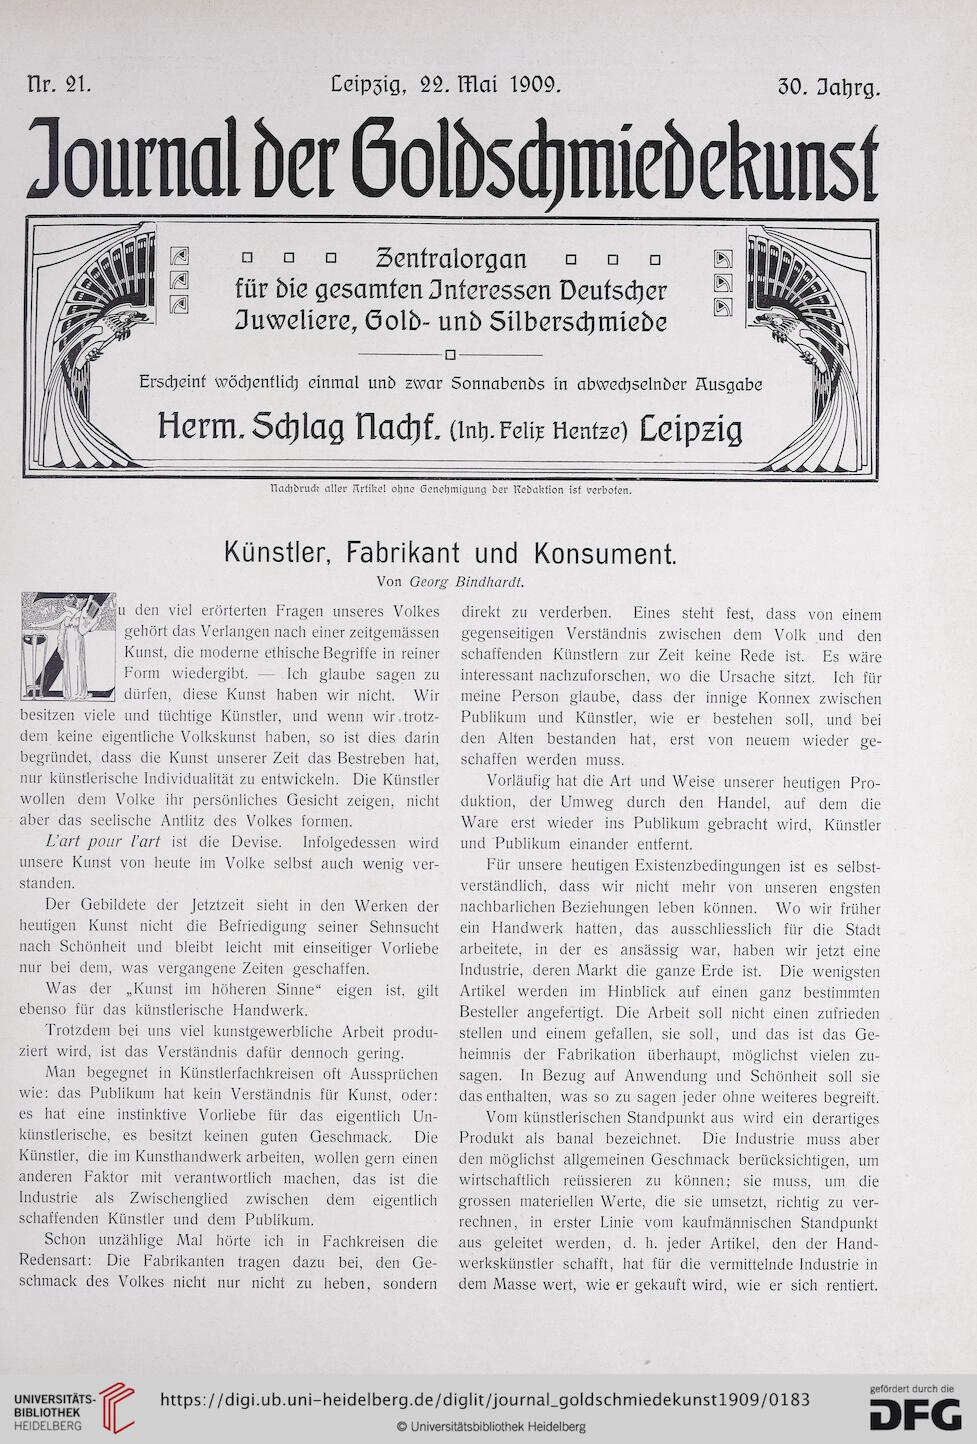 Nr. 21.
Leipzig, 22. Mai 1909.
30. Jahrg.
Journal der Goldschmiedekunst
Zentralorgan
für die gesamten Interessen Deutscher
Juweliere, Gold- und Silberschmiede
Erscheint wöchentlich einmal und zwar Sonnabends in abwechselnder Ausgabe
Herm. Schlag Nachf. (Inh. Felix Hentze) Leipzig
Nachdruck aller Artikel ohne Genehmigung der Redaktion ist verboten.
Künstler, Fabrikant und Konsument.
Von Georg Bindhardt.
Zu den viel erörterten Fragen unseres Volkes
gehört das Verlangen nach einer zeitgemässen
Kunst, die moderne ethische Begriffe in reiner
Form wiedergibt. — Ich glaube sagen zu
dürfen, diese Kunst haben wir nicht. Wir
besitzen viele und tüchtige Künstler, und wenn wir trotz-
dem keine eigentliche Volkskunst haben, so ist dies darin
begründet, dass die Kunst unserer Zeit das Bestreben hat,
nur künstlerische Individualität zu entwickeln. Die Künstler
wollen dem Volke ihr persönliches Gesicht zeigen, nicht
aber das seelische Antlitz des Volkes formen.
L'art pour l'art ist die Devise. Infolgedessen wird
unsere Kunst von heute im Volke selbst auch wenig ver-
standen.
Der Gebildete der Jetztzeit sieht in den Werken der
heutigen Kunst nicht die Befriedigung seiner Sehnsucht
nach Schönheit und bleibt leicht mit einseitiger Vorliebe
nur bei dem, was vergangene Zeiten geschaffen.
Was der „Kunst im höheren Sinne“ eigen ist, gilt
ebenso für das künstlerische Handwerk.
Trotzdem bei uns viel kunstgewerbliche Arbeit produ-
ziert wird, ist das Verständnis dafür dennoch gering.
Man begegnet in Künstlerfachkreisen oft Aussprüchen
wie: das Publikum hat kein Verständnis für Kunst, oder:
es hat eine instinktive Vorliebe für das eigentlich Un-
künstlerische, es besitzt keinen guten Geschmack. Die
Künstler, die im Kunsthandwerk arbeiten, wollen gern einen
anderen Faktor mit verantwortlich machen, das ist die
Industrie als Zwischenglied zwischen dem eigentlich
schaffenden Künstler und dem Publikum.
Schon unzählige Mal hörte ich in Fachkreisen die
Redensart: Die Fabrikanten tragen dazu bei, den Ge-
schmack des Volkes nicht nur nicht zu heben, sondern
direkt zu verderben. Eines steht fest, dass von einem
gegenseitigen Verständnis zwischen dem Volk und den
schaffenden Künstlern zur Zeit keine Rede ist. Es wäre
interessant nachzuforschen, wo die Ursache sitzt. Ich für
meine Person glaube, dass der innige Konnex zwischen
Publikum und Künstler, wie er bestehen soll, und bei
den Alten bestanden hat, erst von neuem wieder ge-
schaffen werden muss.
Vorläufig hat die Art und Weise unserer heutigen Pro-
duktion, der Umweg durch den Handel, auf dem die
Ware erst wieder ins Publikum gebracht wird, Künstler
und Publikum einander entfernt.
Für unsere heutigen Existenzbedingungen ist es selbst-
verständlich, dass wir nicht mehr von unseren engsten
nachbarlichen Beziehungen leben können. Wo wir früher
ein Handwerk hatten, das ausschliesslich für die Stadt
arbeitete, in der es ansässig war, haben wir jetzt eine
Industrie, deren Markt die ganze Erde ist. Die wenigsten
Artikel werden im Hinblick auf einen ganz bestimmten
Besteller angefertigt. Die Arbeit soll nicht einen zufrieden
stellen und einem gefallen, sie soll, und das ist das Ge-
heimnis der Fabrikation überhaupt, möglichst vielen zu-
sagen. In Bezug auf Anwendung und Schönheit soll sie
das enthalten, was so zu sagen jeder ohne weiteres begreift.
Vom künstlerischen Standpunkt aus wird ein derartiges
Produkt als banal bezeichnet. Die Industrie muss aber
den möglichst allgemeinen Geschmack berücksichtigen, um
wirtschaftlich reüssieren zu können; sie muss, um die
grossen materiellen Werte, die sie umsetzt, richtig zu ver-
rechnen, in erster Linie vom kaufmännischen Standpunkt
aus geleitet werden, d. h. jeder Artikel, den der Hand-
werkskünstler schafft, hat für die vermittelnde Industrie in
dem Masse wert, wie er gekauft wird, wie er sich rentiert.
UNIVERSITÄTS-
BIBLIOTHEK
HEIDELBERG
https://digi.ub.uni-heidelberg.de/diglit/journal_goldschmiedekunst1909/0183
© Universitätsbibliothek Heidelberg
gefördert durch die
DFG